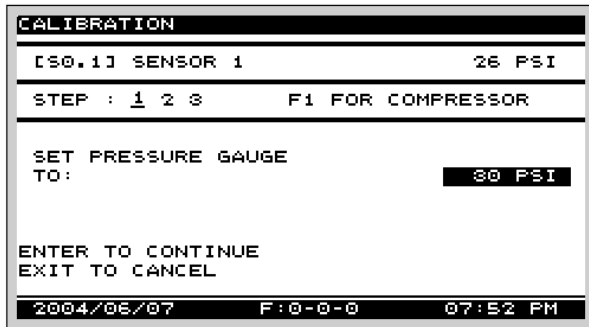 CALIBRATION
[S0.1] SENSOR 1 26 PSI
STEP : 1 2 3 F1 FOR COMPRESSOR
SET PRESSURE GAUGE
TO: 30 PSI
ENTER TO CONTINUE
EXIT TO CANCEL
2004/06/07 F:0-0-0 07:52 PM